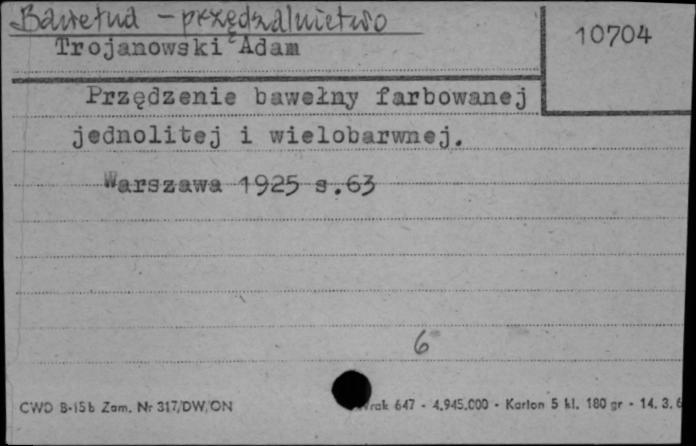 Bawełna - przędzalnictwo
10704
Trojanowski Adam
Przędzenie bawełny farbowanej
jednolitej i wielobarwnej.
Warszawa 1925 s.63
6
CWD B-15b Zam. Nr 317/DW/ON
647 - 4.945.000 - Karton 5 kl. 180 gr - 14. 3. 6